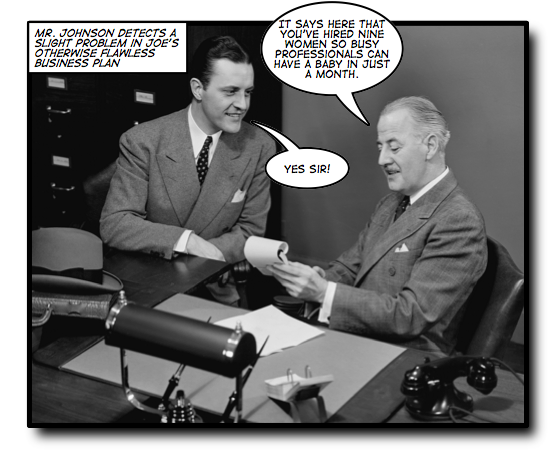 MR. JOHNSON DETECTS A
SLIGHT PROBLEM IN JOE'S
OTHERWISE FLAWLESS
BUSINESS PLAN
IT SAYS HERE THAT
YOU'VE HIRED NINE
WOMEN SO BUSY
PROFESSIONALS CAN
HAVE A BABY IN JUST
A MONTH.
YES SIR!